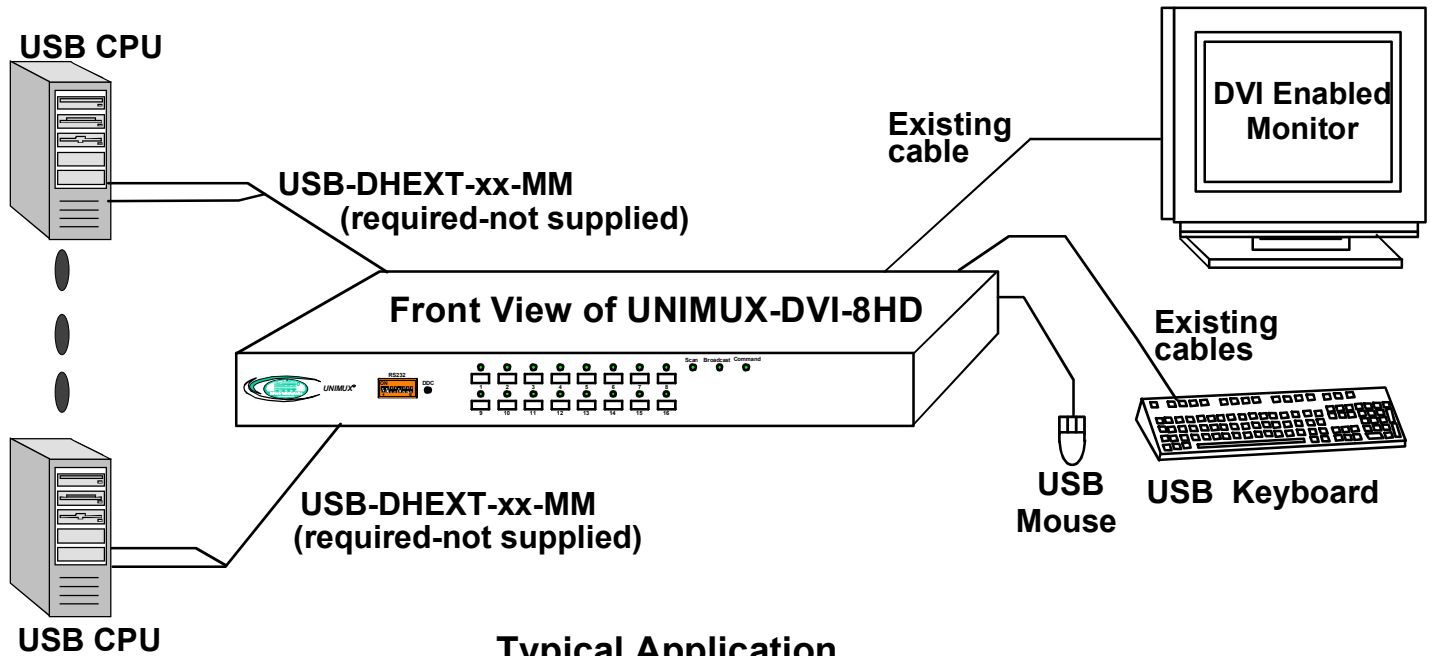 USB CPU
DVI Enabled
Monitor
Existing
cable
USB-DHEXT-xx-MM
(required-not supplied)
Front View of UNIMUX-DVI-8HD
Existing
cables
Scan Broadcast Command
RS232
ON
DDC
UNIMUX®
1 2 3 4 5 6 7 8
9 10 11 12 13 14 15 16
USB
Mouse
USB Keyboard
USB-DHEXT-xx-MM
(required-not supplied)
USB CPU
Typical Application